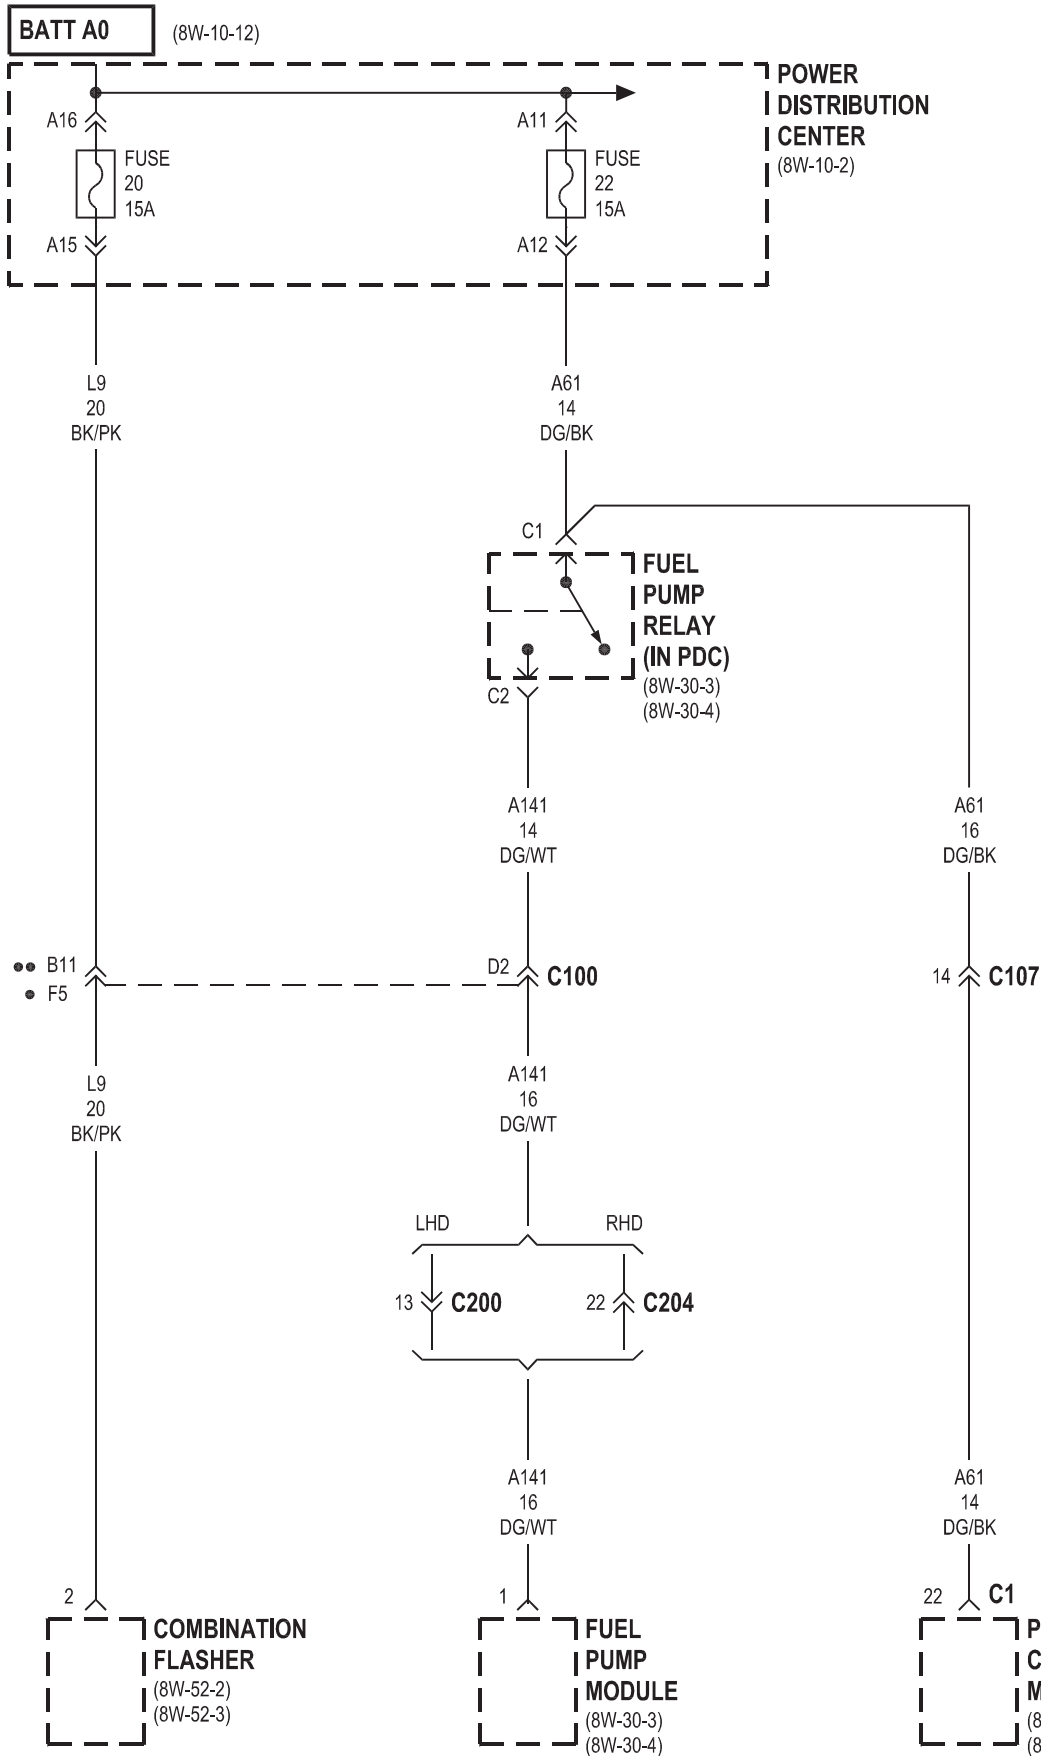 BATT A0
(8W-10-12)
POWER
DISTRIBUTION
CENTER
(8W-10-2)
A16
A11
FUSE
20
15A
FUSE
22
15A
A15
A12
L9
20
BK/PK
A61
14
DG/BK
C1
FUEL
PUMP
RELAY
(IN PDC)
(8W-30-3)
(8W-30-4)
C2
A141
14
DG/WT
A61
16
DG/BK
B11
F5
D2
C100
14
C107
L9
20
BK/PK
A141
16
DG/WT
LHD
RHD
13
C200
22
C204
A141
16
DG/WT
A61
14
DG/BK
2
COMBINATION
FLASHER
(8W-52-2)
(8W-52-3)
1
FUEL
PUMP
MODULE
(8W-30-3)
(8W-30-4)
22
C1
P
C
M
(8
(8